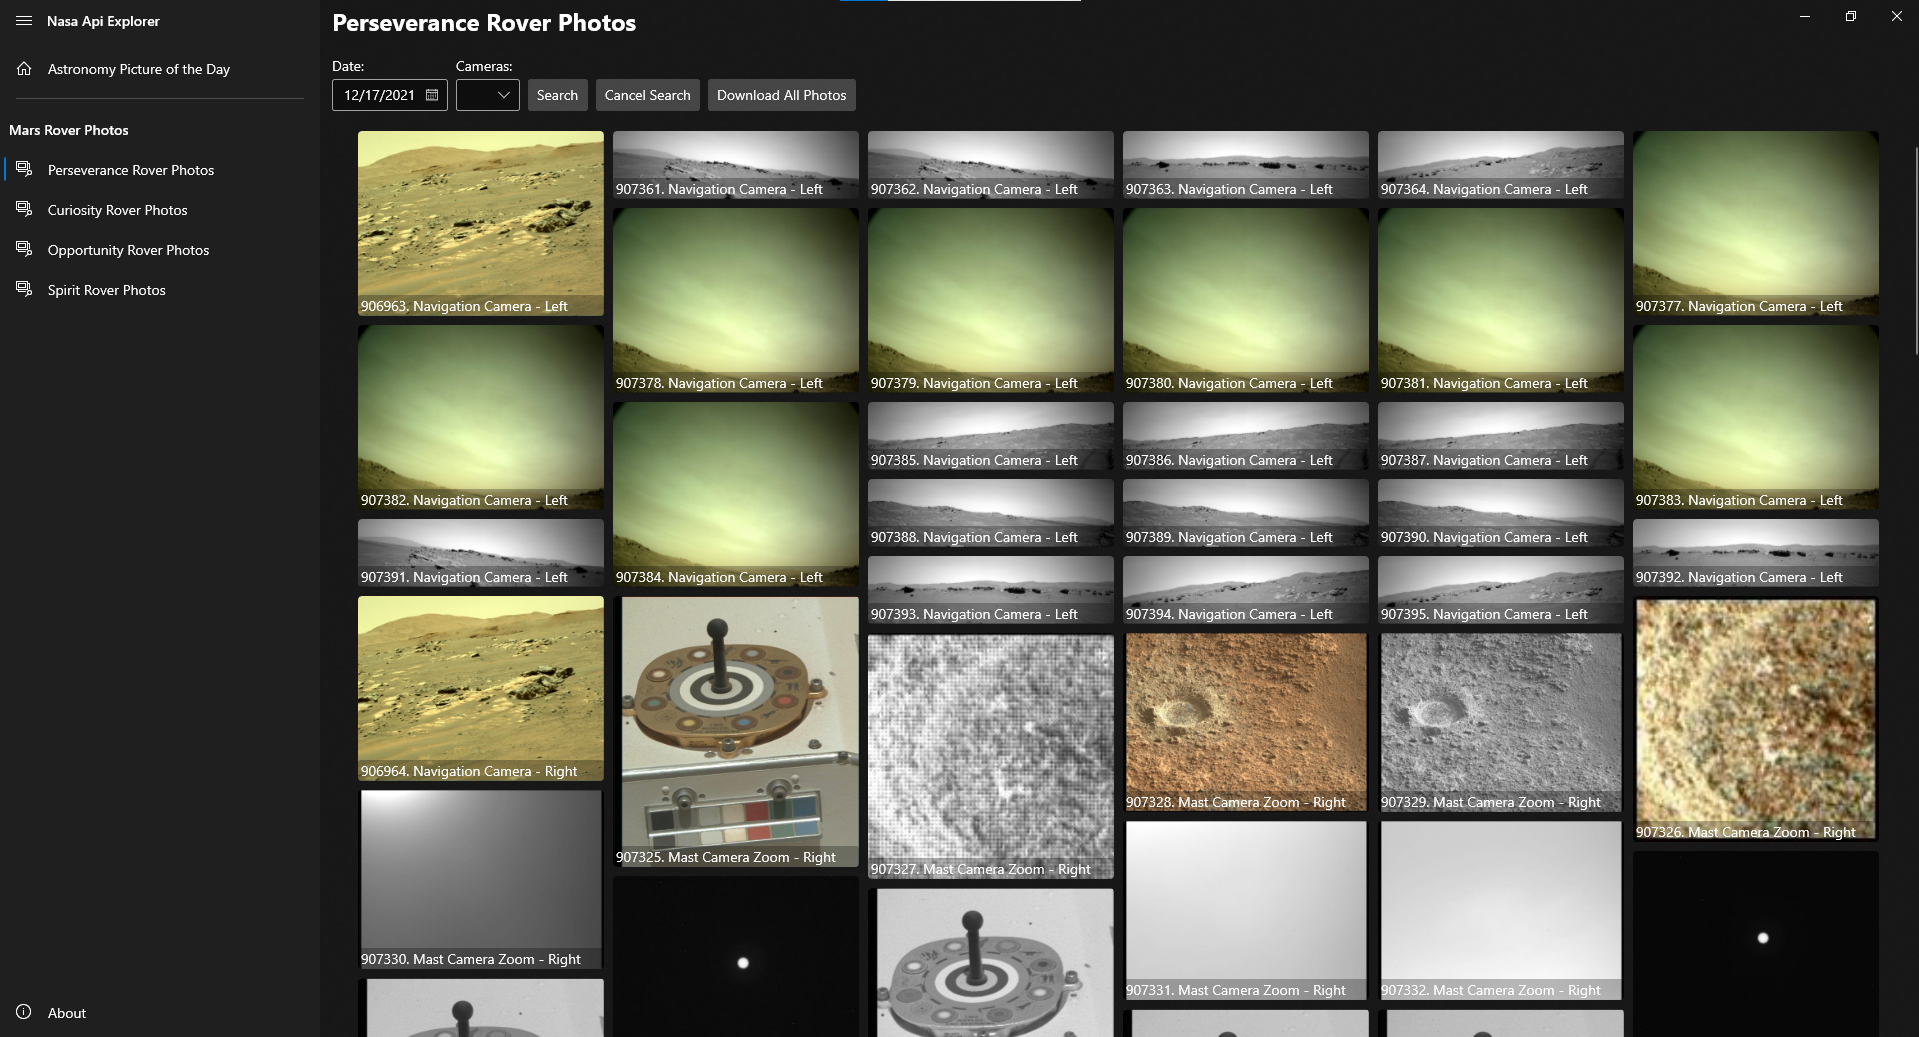 Nasa Api Explorer
Astronomy Picture of the Day
Mars Rover Photos
Perseverance Rover Photos
Curiosity Rover Photos
Opportunity Rover Photos
Spirit Rover Photos
About
Perseverance Rover Photos
Date:
Cameras:
12/17/2021
Search
Cancel Search
Download All Photos
907361. Navigation Camera - Left
907362. Navigation Camera - Left
907363. Navigation Camera - Left
907364. Navigation Camera - Left
906963. Navigation Camera - Left
907377. Navigation Camera - Left
907378. Navigation Camera - Left
907379. Navigation Camera - Left
907380. Navigation Camera - Left
907381. Navigation Camera - Left
907385. Navigation Camera - Left
907386. Navigation Camera - Left
907387. Navigation Camera - Left
907382. Navigation Camera - Left
907383. Navigation Camera - Left
907388. Navigation Camera - Left
907389. Navigation Camera - Left
907390. Navigation Camera - Left
907391. Navigation Camera - Left
907384. Navigation Camera - Left
907392. Navigation Camera - Left
907393. Navigation Camera - Left
907394. Navigation Camera - Left
907395. Navigation Camera - Left
906964. Navigation Camera - Right
907328. Mast Camera Zoom - Right
907329. Mast Camera Zoom - Right
907326. Mast Camera Zoom - Right
907325. Mast Camera Zoom - Right
907327. Mast Camera Zoom - Right
907330. Mast Camera Zoom - Right
907331. Mast Camera Zoom - Right
907332. Mast Camera Zoom - Right